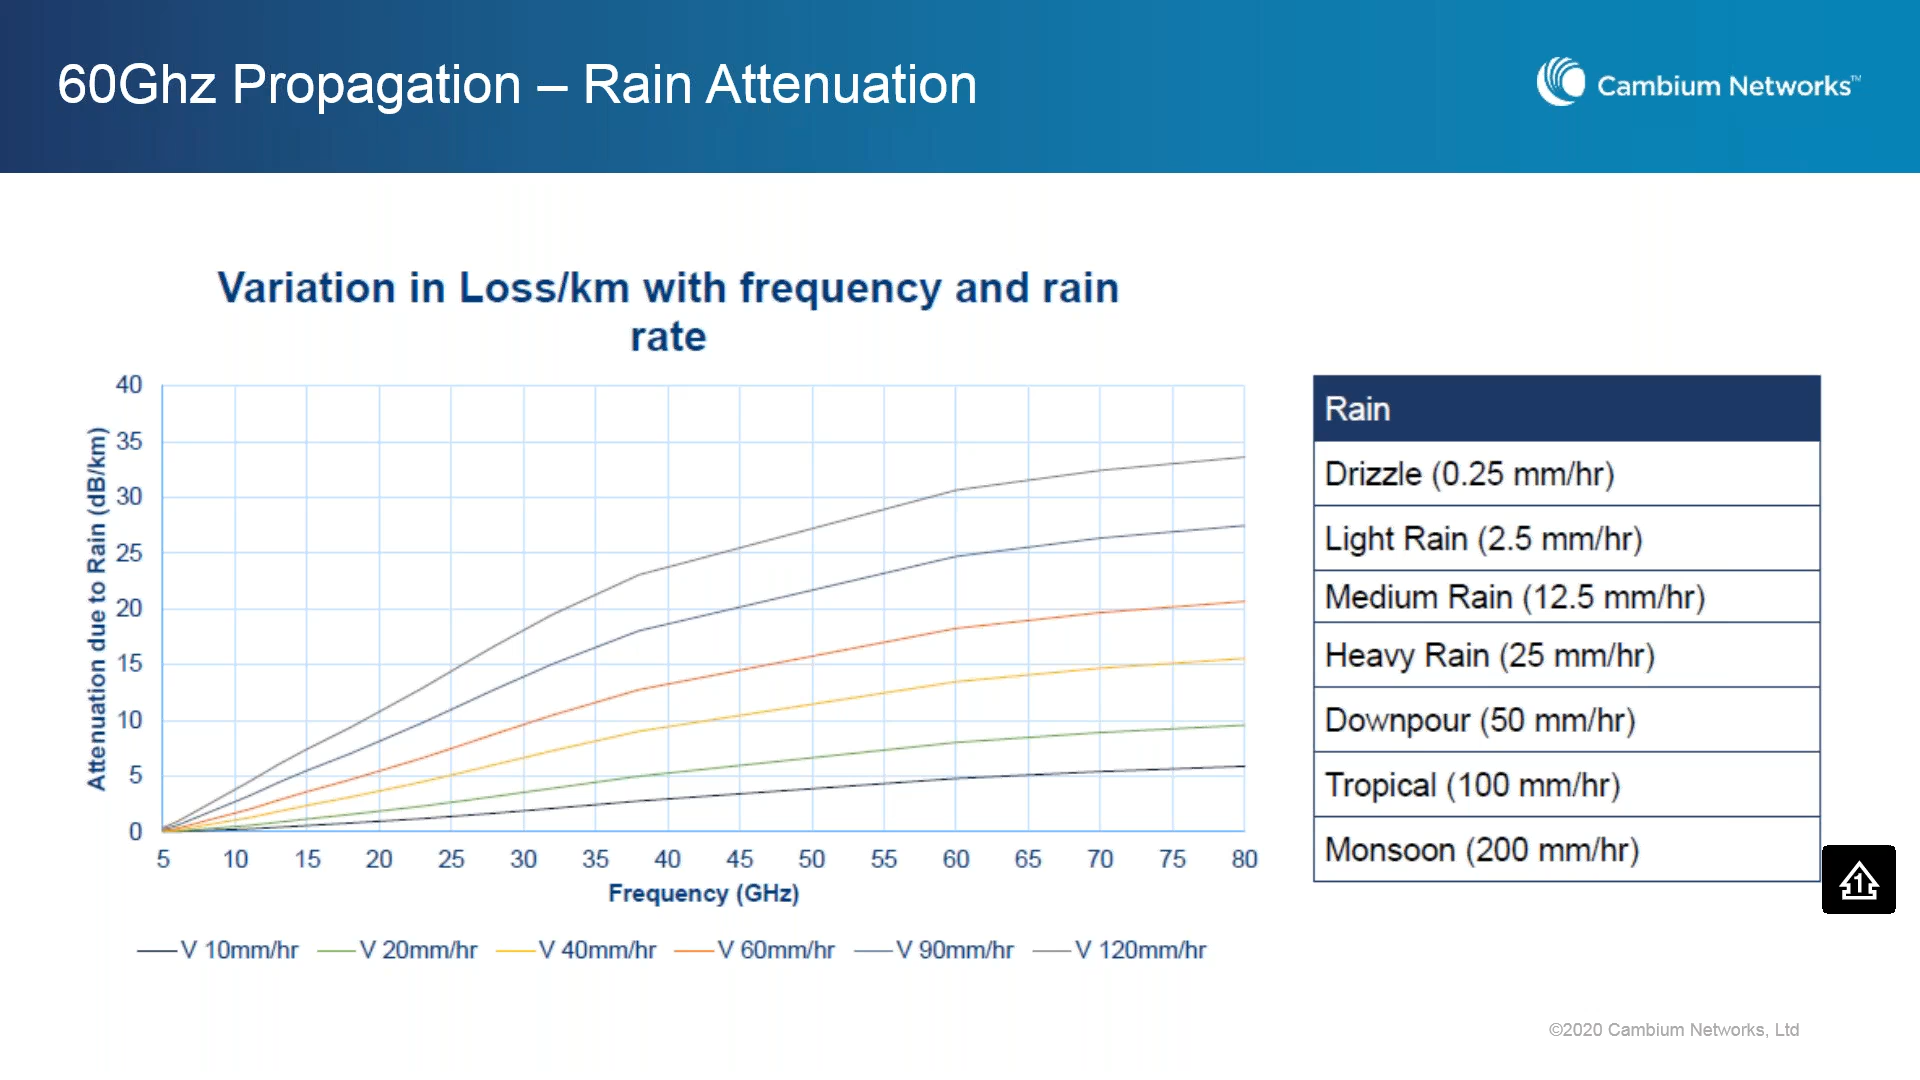 60Ghz Propagation – Rain Attenuation
Cambium Networks™
Variation in Loss/km with frequency and rain
rate
Attenuation due to Rain (dB/km)
40
35
30
25
20
15
10
5
0
5 10 15 20 25 30 35 40 45 50 55 60 65 70 75 80
Frequency (GHz)
V 10mm/hr V 20mm/hr V 40mm/hr V 60mm/hr V 90mm/hr V 120mm/hr
Rain
Drizzle (0.25 mm/hr)
Light Rain (2.5 mm/hr)
Medium Rain (12.5 mm/hr)
Heavy Rain (25 mm/hr)
Downpour (50 mm/hr)
Tropical (100 mm/hr)
Monsoon (200 mm/hr)
1
©2020 Cambium Networks, Ltd